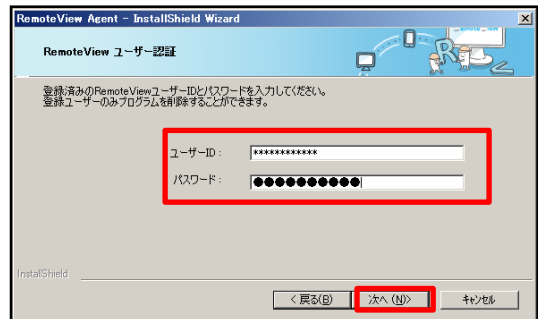 RemoteView Agent - InstallShield Wizard
RemoteView ユーザー認証
登録済みのRemoteViewユーザーIDとパスワードを入力してください。
登録ユーザーのみプログラムを削除することができます。
ユーザーID： ************
パスワード： ●●●●●●●●●●
InstallShield
< 戻る(B)
次へ (N)>
キャンセル